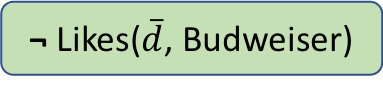 ¬ Likes(d̄, Budweiser)